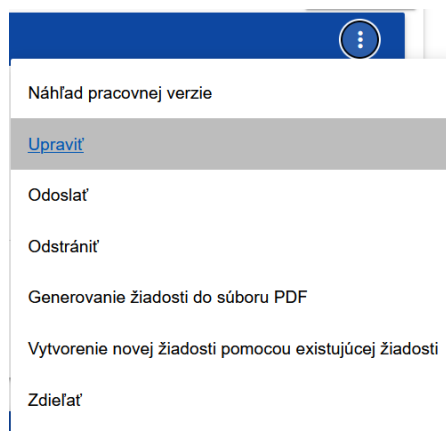 Náhľad pracovnej verzie
Upraviť
Odoslať
Odstrániť
Generovanie žiadosti do súboru PDF
Vytvorenie novej žiadosti pomocou existujúcej žiadosti
Zdieľať